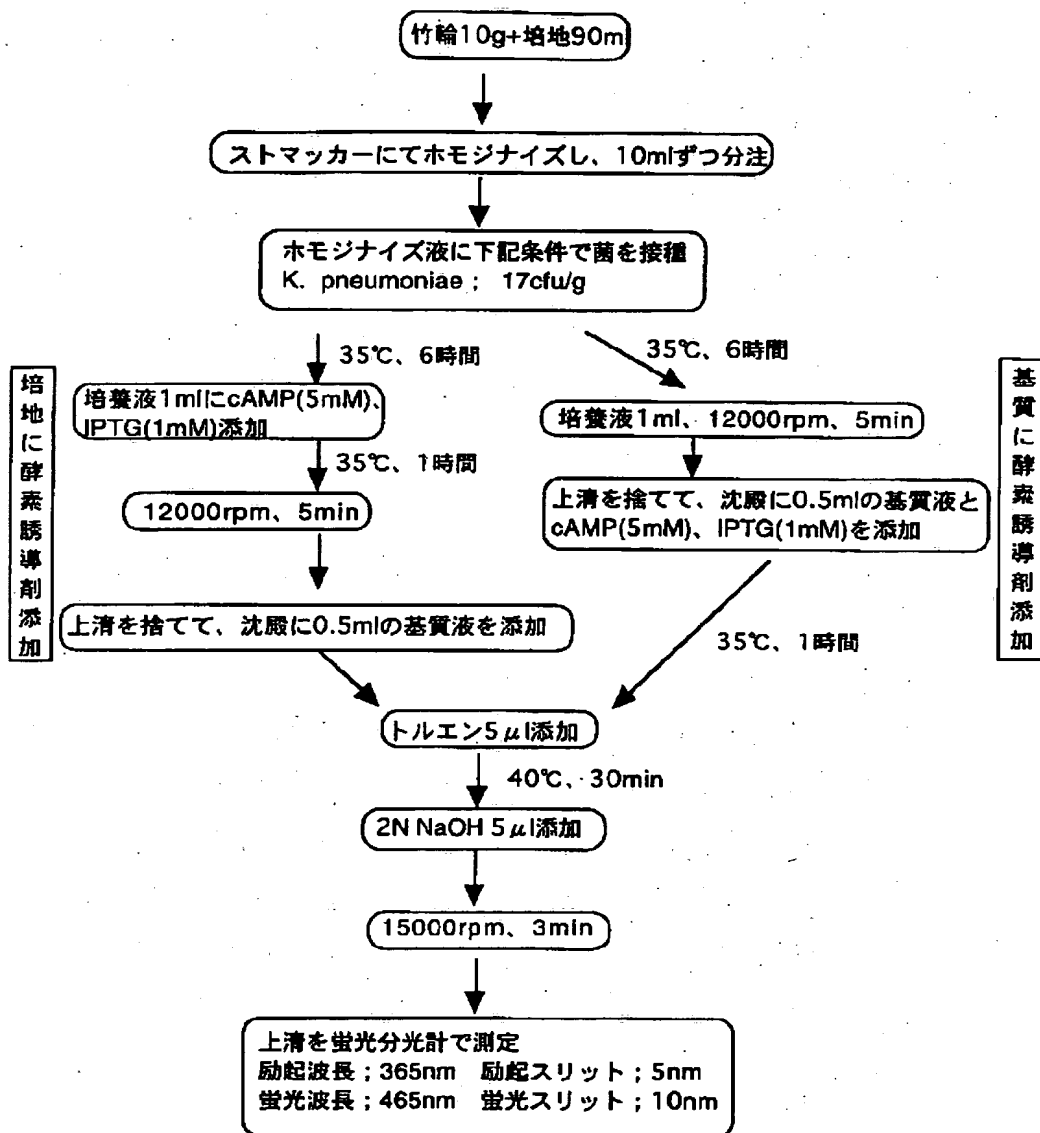 竹輪10g+培地90m
ストマッカーにてホモジナイズし、10mlずつ分注
ホモジナイズ液に下記条件で菌を接種
K. pneumoniae ; 17cfu/g
35℃、6時間
35℃、6時間
培地に酵素誘導剤添加
培養液1mlにcAMP(5mM)、
IPTG(1mM)添加
35℃、1時間
12000rpm、5min
上清を捨てて、沈殿に0.5mlの基質液を添加
培養液1ml、12000rpm、5min
上清を捨てて、沈殿に0.5mlの基質液と
cAMP(5mM)、IPTG(1mM)を添加
35℃、1時間
基質に酵素誘導剤添加
トルエン5μl添加
40℃、30min
2N NaOH 5μl添加
15000rpm、3min
上清を蛍光分光計で測定
励起波長；365nm 励起スリット；5nm
蛍光波長；465nm 蛍光スリット；10nm